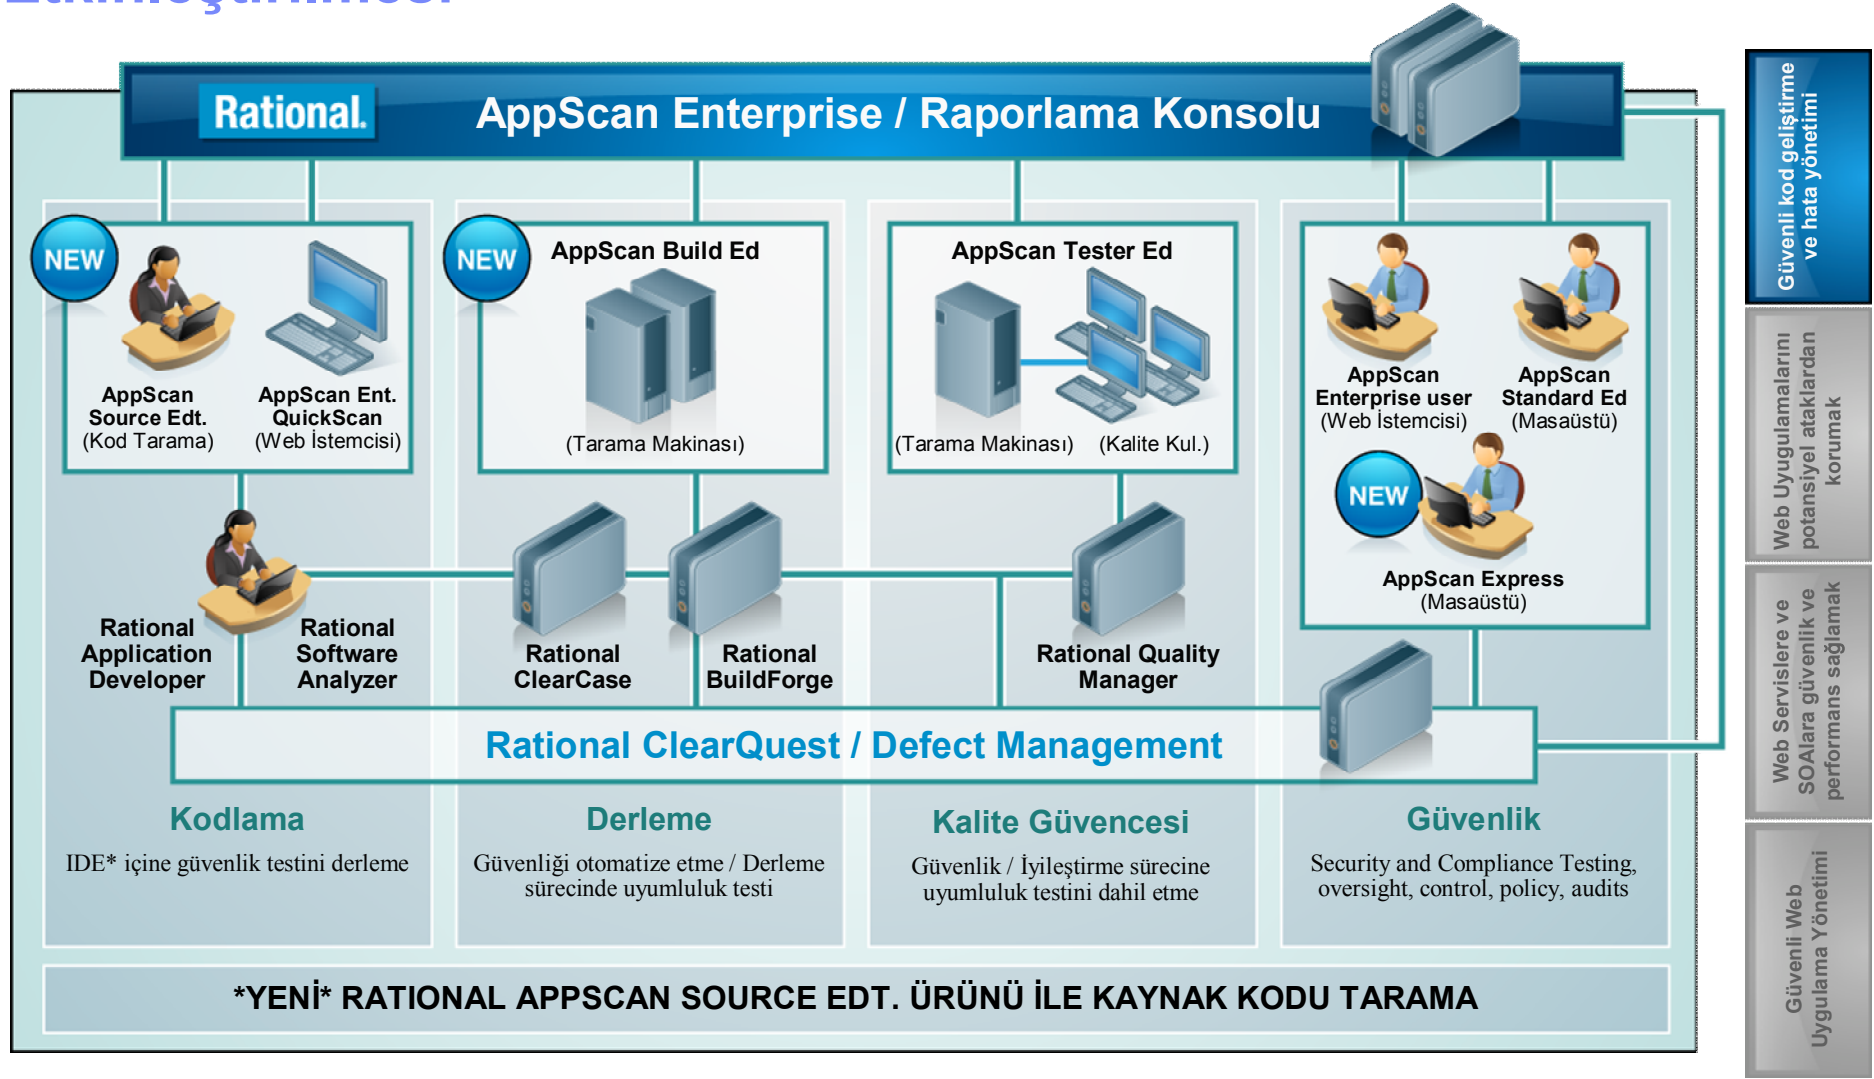 Rational.
AppScan Enterprise / Raporlama Konsolu
NEW
AppScan
Source Edt.
(Kod Tarama)
AppScan Ent.
QuickScan
(Web İstemcisi)
NEW
AppScan Build Ed
(Tarama Makinası)
AppScan Tester Ed
(Tarama Makinası)
(Kalite Kul.)
AppScan
Enterprise user
(Web İstemcisi)
AppScan
Standard Ed
(Masaüstü)
NEW
AppScan Express
(Masaüstü)
Rational
Application
Developer
Rational
Software
Analyzer
Rational
ClearCase
Rational
BuildForge
Rational Quality
Manager
Rational ClearQuest / Defect Management
Kodlama
IDE* içine güvenlik testini derleme
Derleme
Güvenliği otomatize etme / Derleme
sürecinde uyumluluk testi
Kalite Güvencesi
Güvenlik / İyileştirme sürecine
uyumluluk testini dahil etme
Güvenlik
Security and Compliance Testing,
oversight, control, policy, audits
*YENİ* RATIONAL APPSCAN SOURCE EDT. ÜRÜNÜ İLE KAYNAK KODU TARAMA
Güvenli kod geliştirme
ve hata yönetimi
Web Uygulamalarını
potansiyel ataklardan
korumak
Web Servislere ve
SOAlara güvenlik ve
performans sağlamak
Güvenli Web
Uygulama Yönetimi